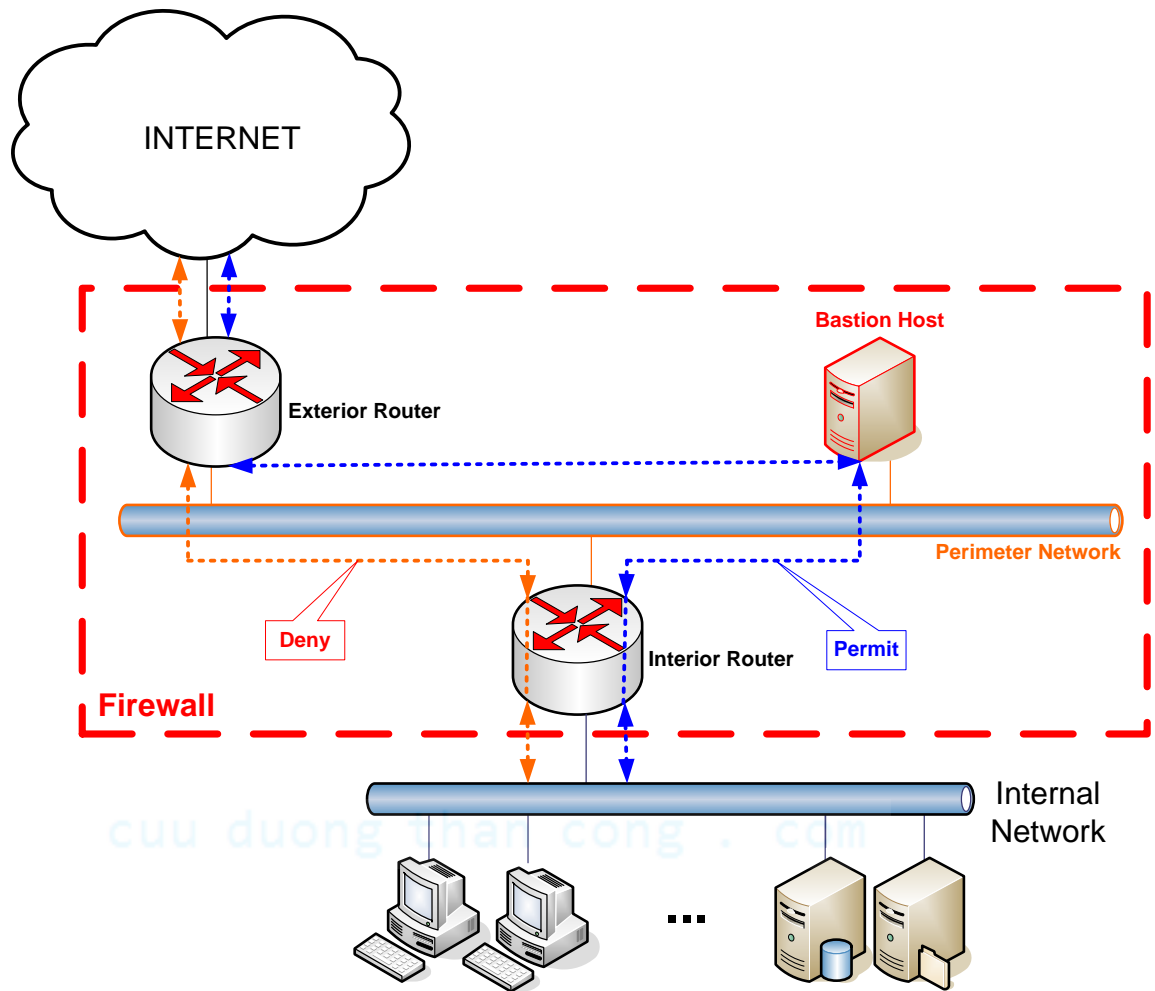 INTERNET
Bastion Host
Exterior Router
Perimeter Network
Deny
Interior Router
Permit
Firewall
Internal
Network
cuu duong than cong . com